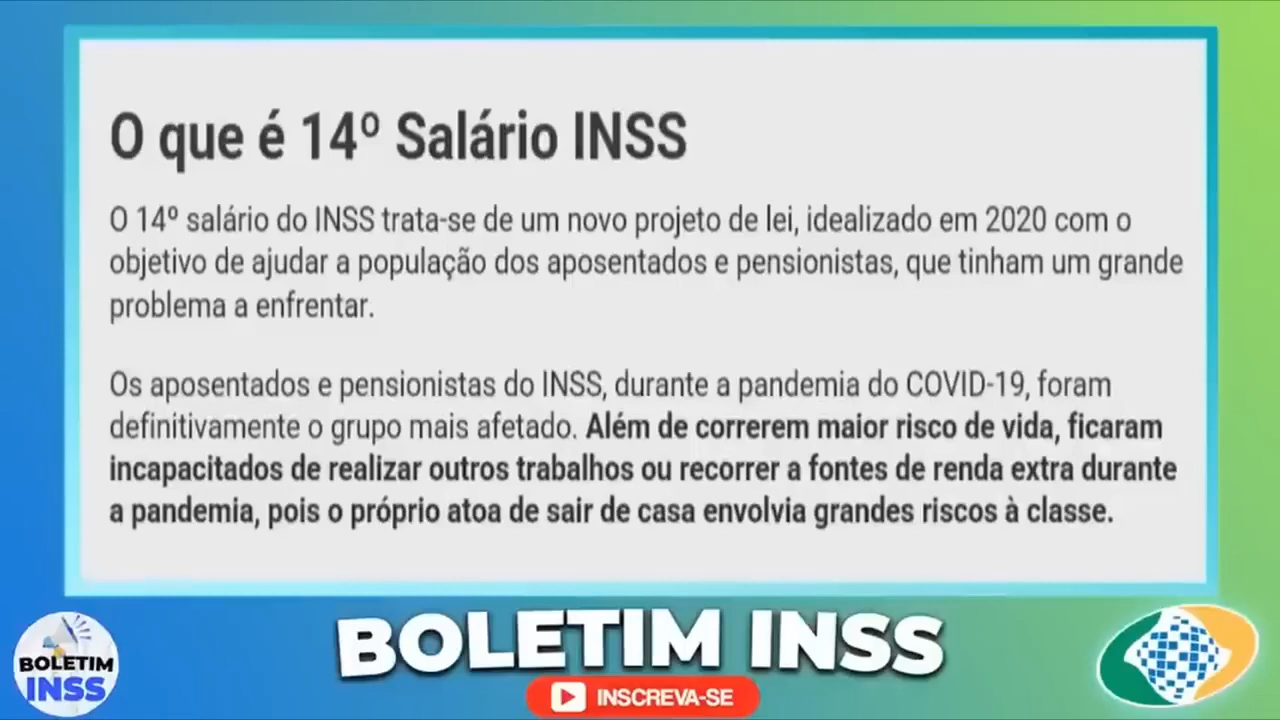 O que é 14º Salário INSS
O 14º salário do INSS trata-se de um novo projeto de lei, idealizado em 2020 com o
objetivo de ajudar a população dos aposentados e pensionistas, que tinham um grande
problema a enfrentar.
Os aposentados e pensionistas do INSS, durante a pandemia do COVID-19, foram
definitivamente o grupo mais afetado. Além de correrem maior risco de vida, ficaram
incapacitados de realizar outros trabalhos ou recorrer a fontes de renda extra durante
a pandemia, pois o próprio atoa de sair de casa envolvia grandes riscos à classe.
BOLETIM INSS
INSCREVA-SE
BOLETIM
INSS